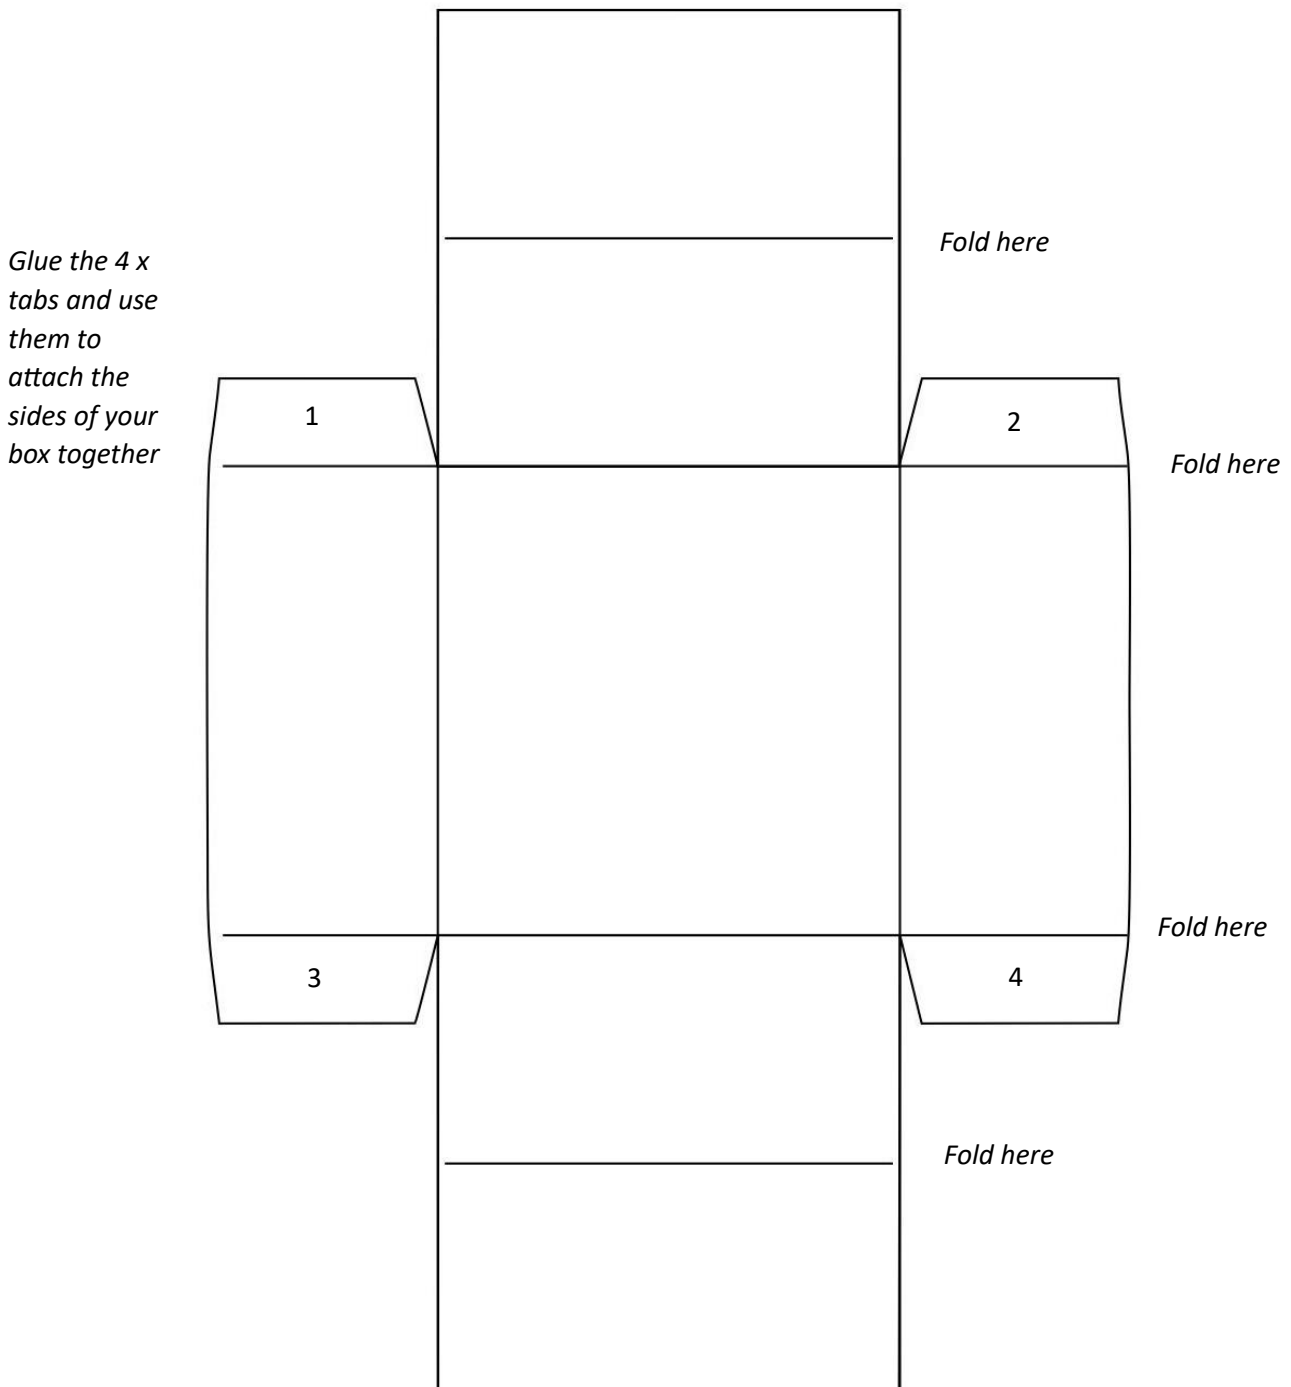 Fold here
Glue the 4 x
tabs and use
them to
attach the
sides of your
box together
1
2
Fold here
Fold here
3
4
Fold here